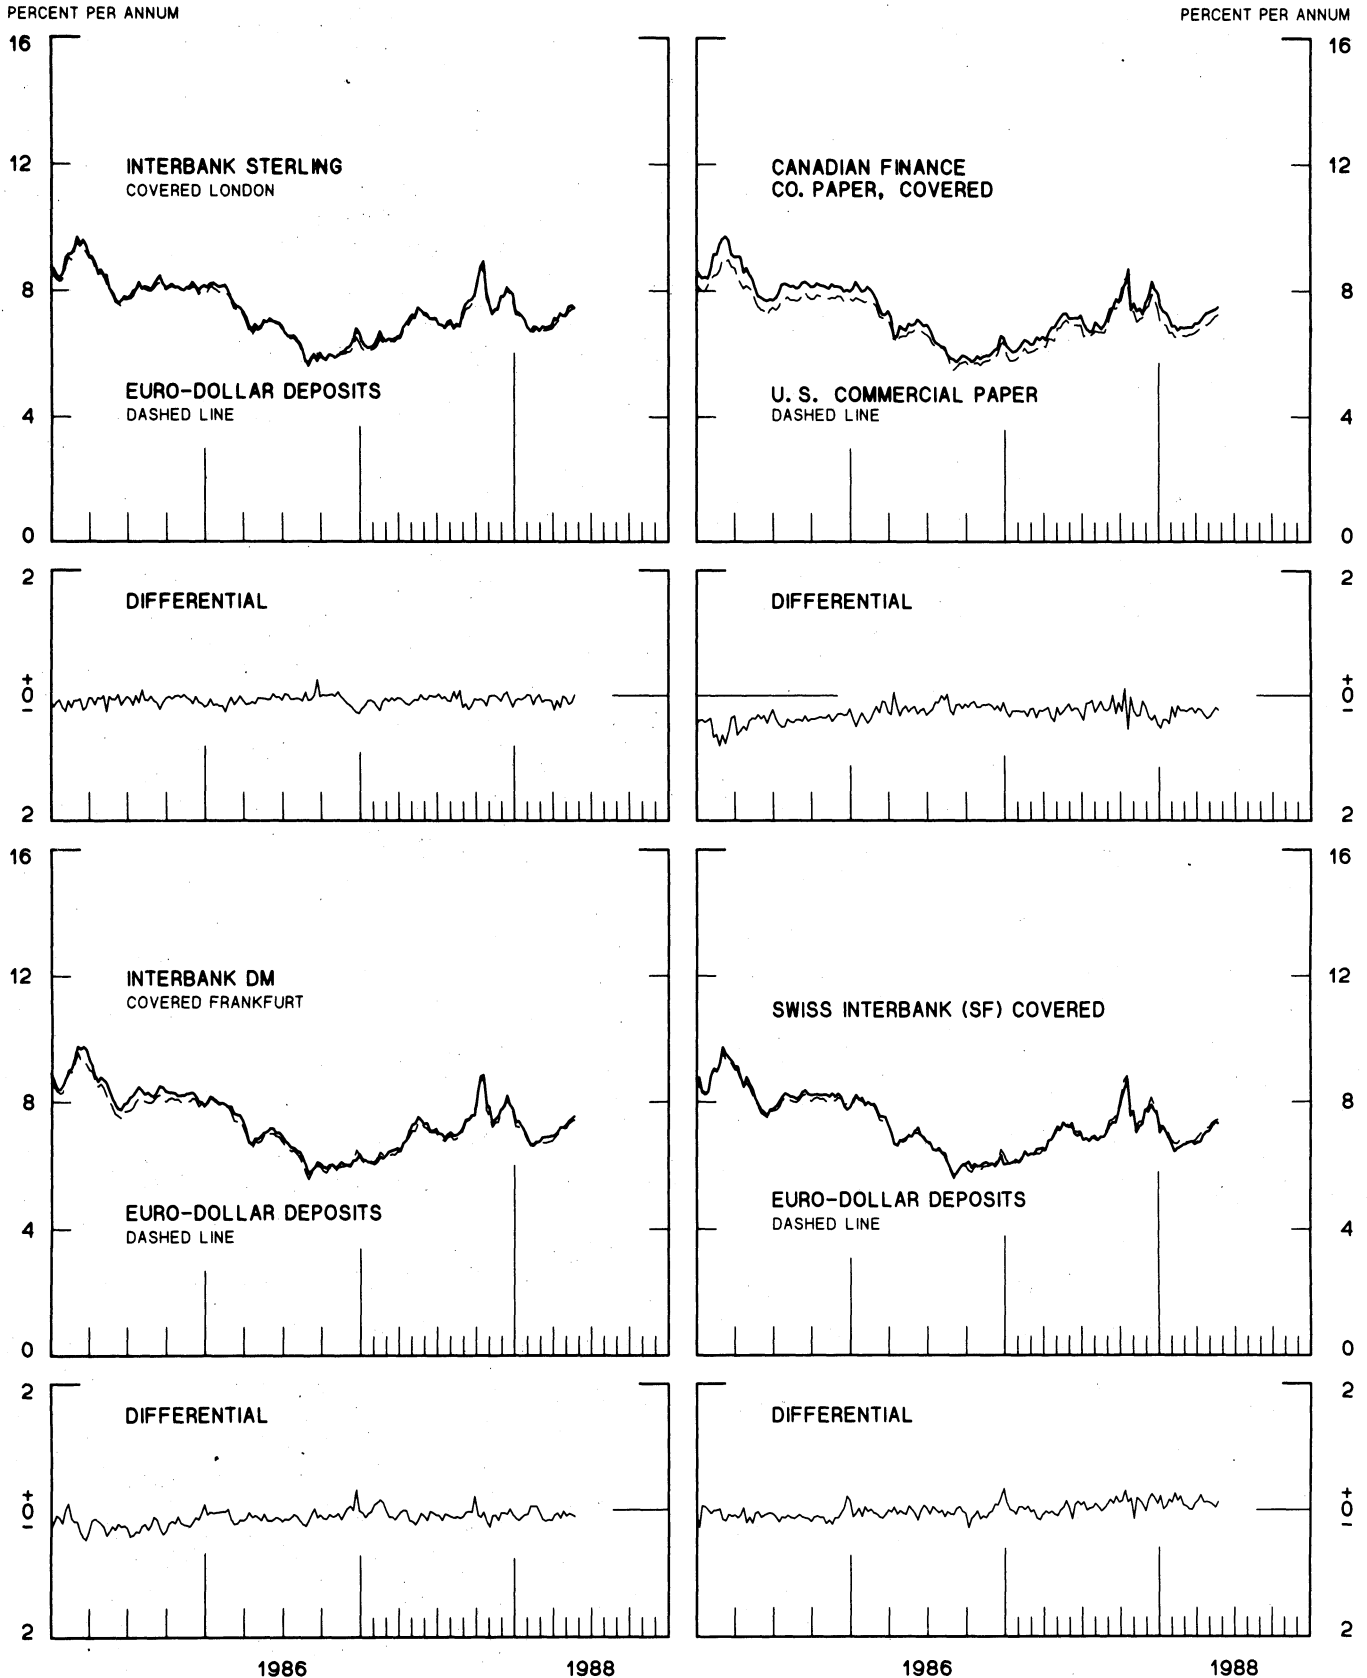 PERCENT PER ANNUM
PERCENT PER ANNUM
16
12
8
4
0
INTERBANK STERLING
COVERED LONDON
EURO-DOLLAR DEPOSITS
DASHED LINE
CANADIAN FINANCE
CO. PAPER, COVERED
U.S. COMMERCIAL PAPER
DASHED LINE
16
12
8
4
0
2
+
0
−
2
DIFFERENTIAL
DIFFERENTIAL
2
+
0
−
2
16
12
8
4
0
INTERBANK DM
COVERED FRANKFURT
EURO-DOLLAR DEPOSITS
DASHED LINE
SWISS INTERBANK (SF) COVERED
EURO-DOLLAR DEPOSITS
DASHED LINE
16
12
8
4
0
2
+
0
−
2
DIFFERENTIAL
DIFFERENTIAL
2
+
0
−
2
1986
1988
1986
1988